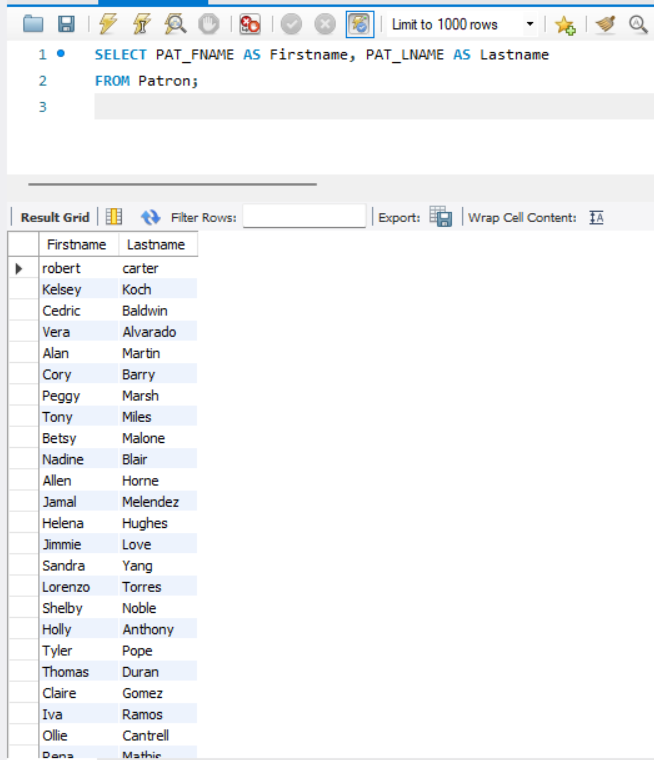 Limit to 1000 rows
1 SELECT PAT_FNAME AS Firstname, PAT_LNAME AS Lastname
2 FROM Patron;
3
Result Grid Filter Rows: Export: Wrap Cell Content: IA
Firstname Lastname
robert carter
Kelsey Koch
Cedric Baldwin
Vera Alvarado
Alan Martin
Cory Barry
Peggy Marsh
Tony Miles
Betsy Malone
Nadine Blair
Allen Horne
Jamal Melendez
Helena Hughes
Jimmie Love
Sandra Yang
Lorenzo Torres
Shelby Noble
Holly Anthony
Tyler Pope
Thomas Duran
Claire Gomez
Iva Ramos
Ollie Cantrell
Rena Mathis